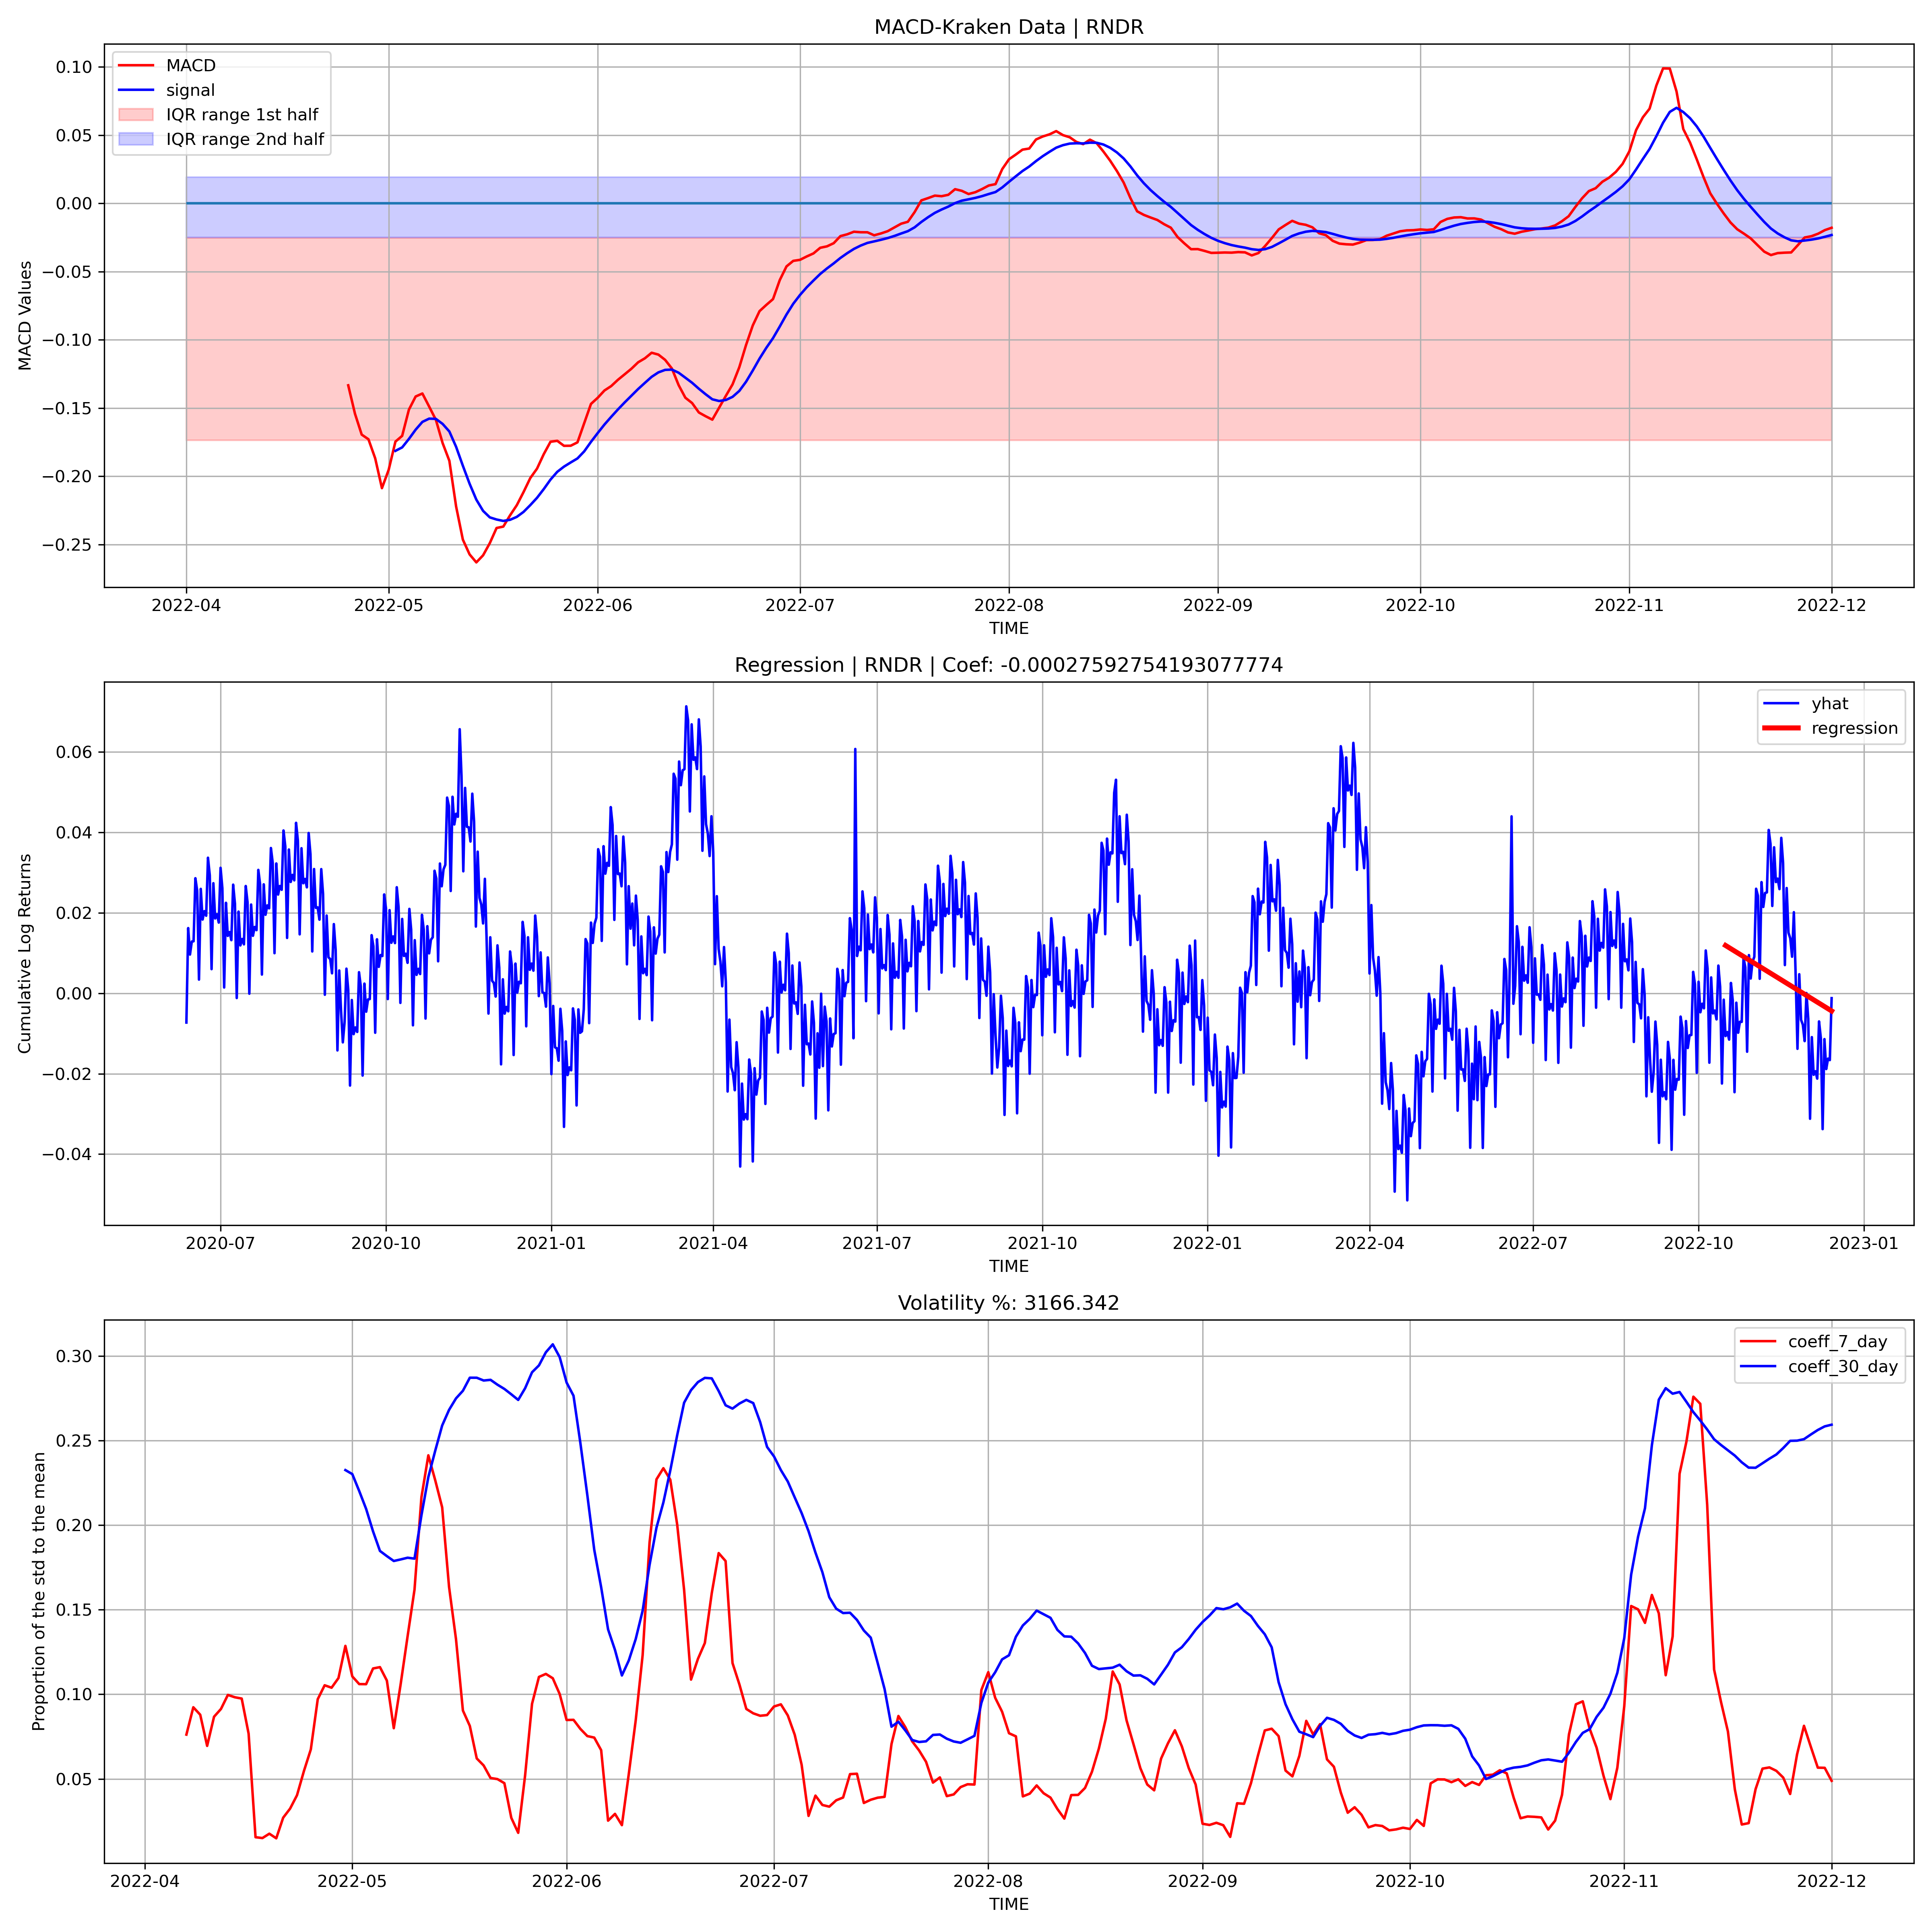 MACD-Kraken Data | RNDR
MACD
signal
IQR range 1st half
IQR range 2nd half
MACD Values
0.10
0.05
0.00
−0.05
−0.10
−0.15
−0.20
−0.25
2022-04 2022-05 2022-06 2022-07 2022-08 2022-09 2022-10 2022-11 2022-12
TIME
Regression | RNDR | Coef: -0.00027592754193077774
yhat
regression
Cumulative Log Returns
0.06
0.04
0.02
0.00
−0.02
−0.04
2020-07 2020-10 2021-01 2021-04 2021-07 2021-10 2022-01 2022-04 2022-07 2022-10 2023-01
TIME
Volatility %: 3166.342
coeff_7_day
coeff_30_day
Proportion of the std to the mean
0.30
0.25
0.20
0.15
0.10
0.05
2022-04 2022-05 2022-06 2022-07 2022-08 2022-09 2022-10 2022-11 2022-12
TIME